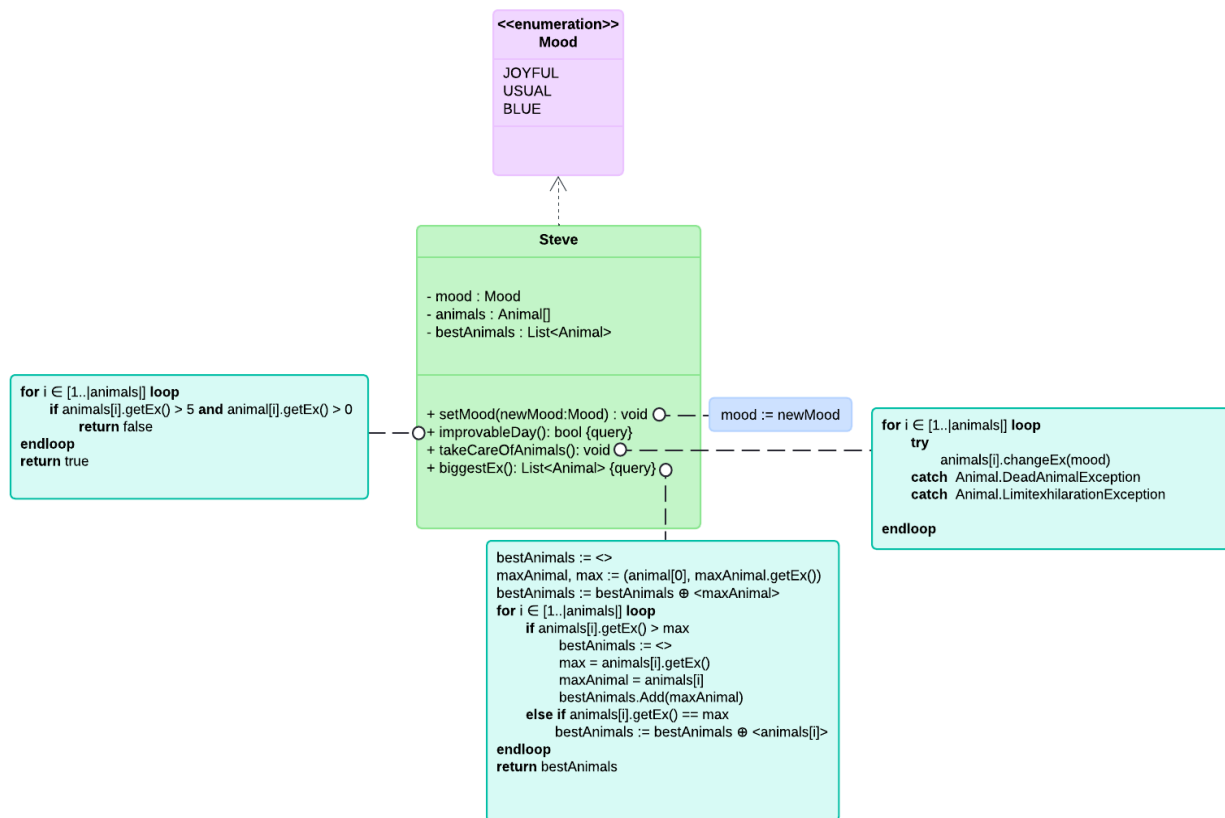 <<enumeration>>
Mood
JOYFUL
USUAL
BLUE
Steve
- mood : Mood
- animals : Animal[]
- bestAnimals : List<Animal>
+ setMood(newMood:Mood) : void
+ improvableDay(): bool {query}
+ takeCareOfAnimals(): void
+ biggestEx(): List<Animal> {query}
for i ∈ [1..|animals|] loop
if animals[i].getEx() > 5 and animal[i].getEx() > 0
return false
endloop
return true
mood := newMood
for i ∈ [1..|animals|] loop
try
animals[i].changeEx(mood)
catch Animal.DeadAnimalException
catch Animal.LimitexhilarationException
endloop
bestAnimals := <>
maxAnimal, max := (animal[0], maxAnimal.getEx())
bestAnimals := bestAnimals ⊕ <maxAnimal>
for i ∈ [1..|animals|] loop
if animals[i].getEx() > max
bestAnimals := <>
max = animals[i].getEx()
maxAnimal = animals[i]
bestAnimals.Add(maxAnimal)
else if animals[i].getEx() == max
bestAnimals := bestAnimals ⊕ <animals[i]>
endloop
return bestAnimals